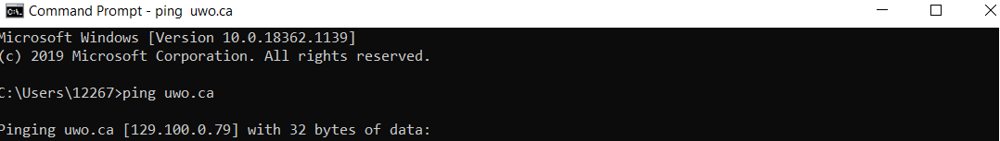 Command Prompt - ping  uwo.ca
Microsoft Windows [Version 10.0.18362.1139]
(c) 2019 Microsoft Corporation. All rights reserved.
C:\Users\12267>ping uwo.ca
Pinging uwo.ca [129.100.0.79] with 32 bytes of data: